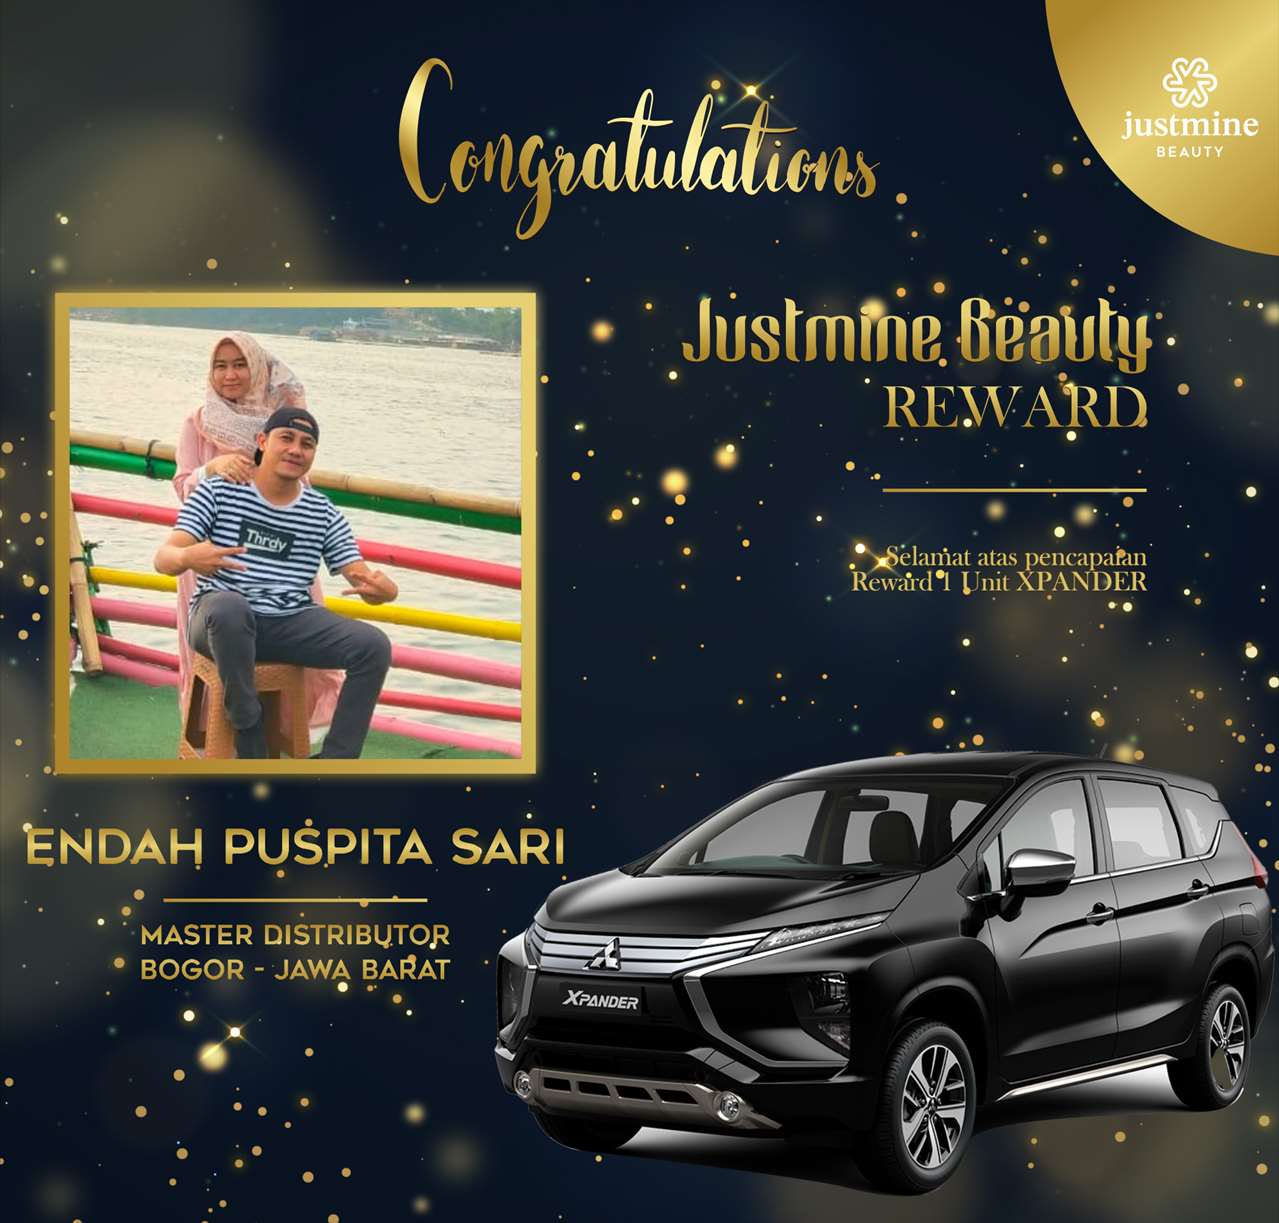 Congratulations
justmine
BEAUTY
Justmine Beauty
REWARD
Selamat atas pencapaian
Reward 1 Unit XPANDER
Thrdy
ENDAH PUSPITA SARI
MASTER DISTRIBUTOR
BOGOR - JAWA BARAT
XPANDER